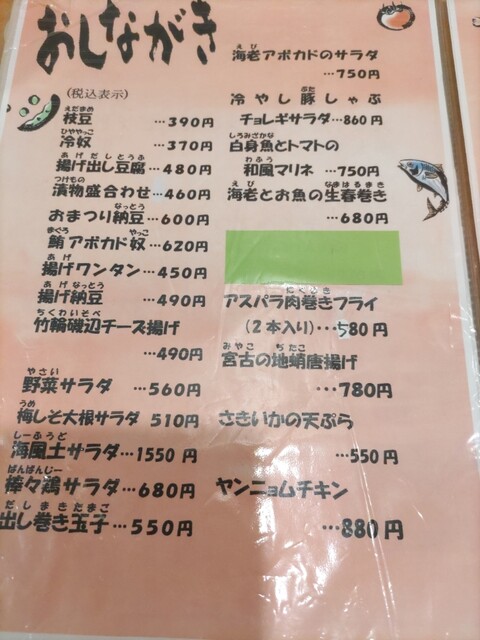 おしながき
(税込表示)
えだまめ
枝豆 …390円
ひややっこ
冷奴 …370円
あげだしとうふ
揚げ出し豆腐…480円
つけもの
漬物盛合わせ…460円
なっとう
おまつり納豆…600円
まぐろ やっこ
鮪アボカド奴…620円
あげ
揚げワンタン…450円
あげなっとう
揚げ納豆 …490円
ちくわいそべ
竹輪磯辺チーズ揚げ
…490円
やさい
野菜サラダ …560円
うめ
梅しそ大根サラダ 510円
しーふうど
海風土サラダ…1550円
ばんばんじー
棒々鶏サラダ…680円
だしまきたまご
出し巻き玉子…550円
えび
海老アボカドのサラダ
…750円
ぶた
冷やし豚しゃぶ
チョレギサラダ…860円
しろみざかな
白身魚とトマトの
わふう
和風マリネ …750円
えび なまはるまき
海老とお魚の生春巻き
…680円
にくまき
アスパラ肉巻きフライ
(2本入り)…580円
みやこ ぢたこ
宮古の地蛸唐揚げ
…780円
さきいかの天ぷら
…550円
ヤンニョムチキン
…880円